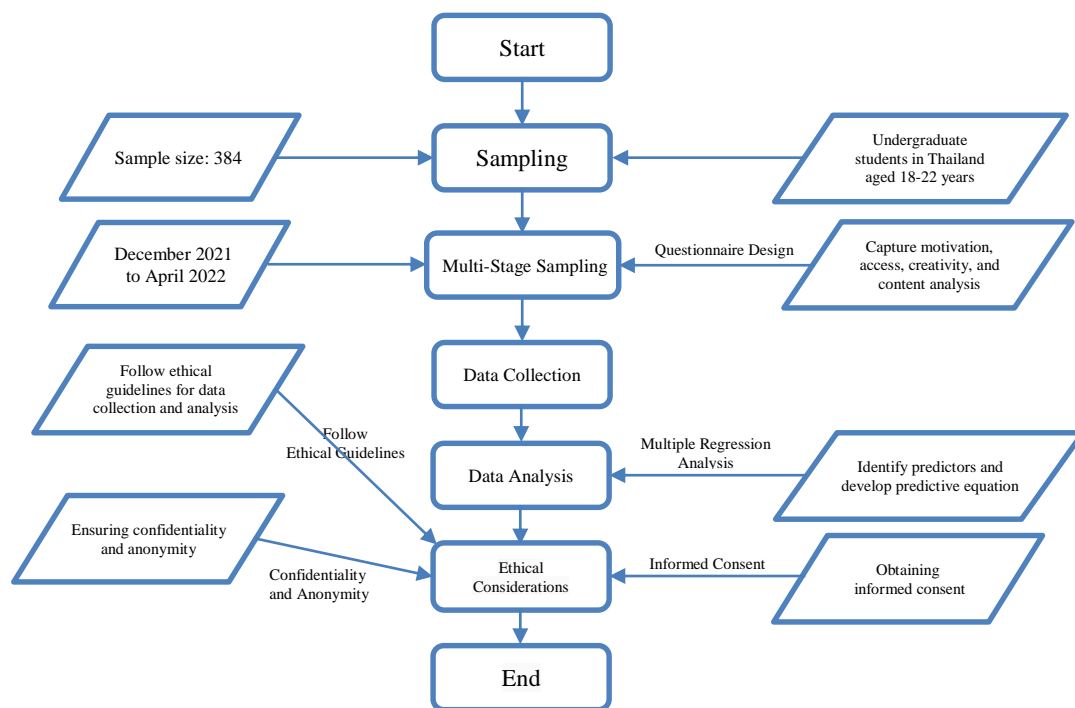 Start
Sample size: 384
Sampling
Undergraduate
students in Thailand
aged 18-22 years
December 2021
to April 2022
Multi-Stage Sampling
Questionnaire Design
Capture motivation,
access, creativity, and
content analysis
Follow ethical
guidelines for data
collection and analysis
Data Collection
Follow
Ethical Guidelines
Data Analysis
Multiple Regression
Analysis
Identify predictors and
develop predictive equation
Ensuring confidentiality
and anonymity
Confidentiality
and Anonymity
Ethical
Considerations
Informed Consent
Obtaining
informed consent
End